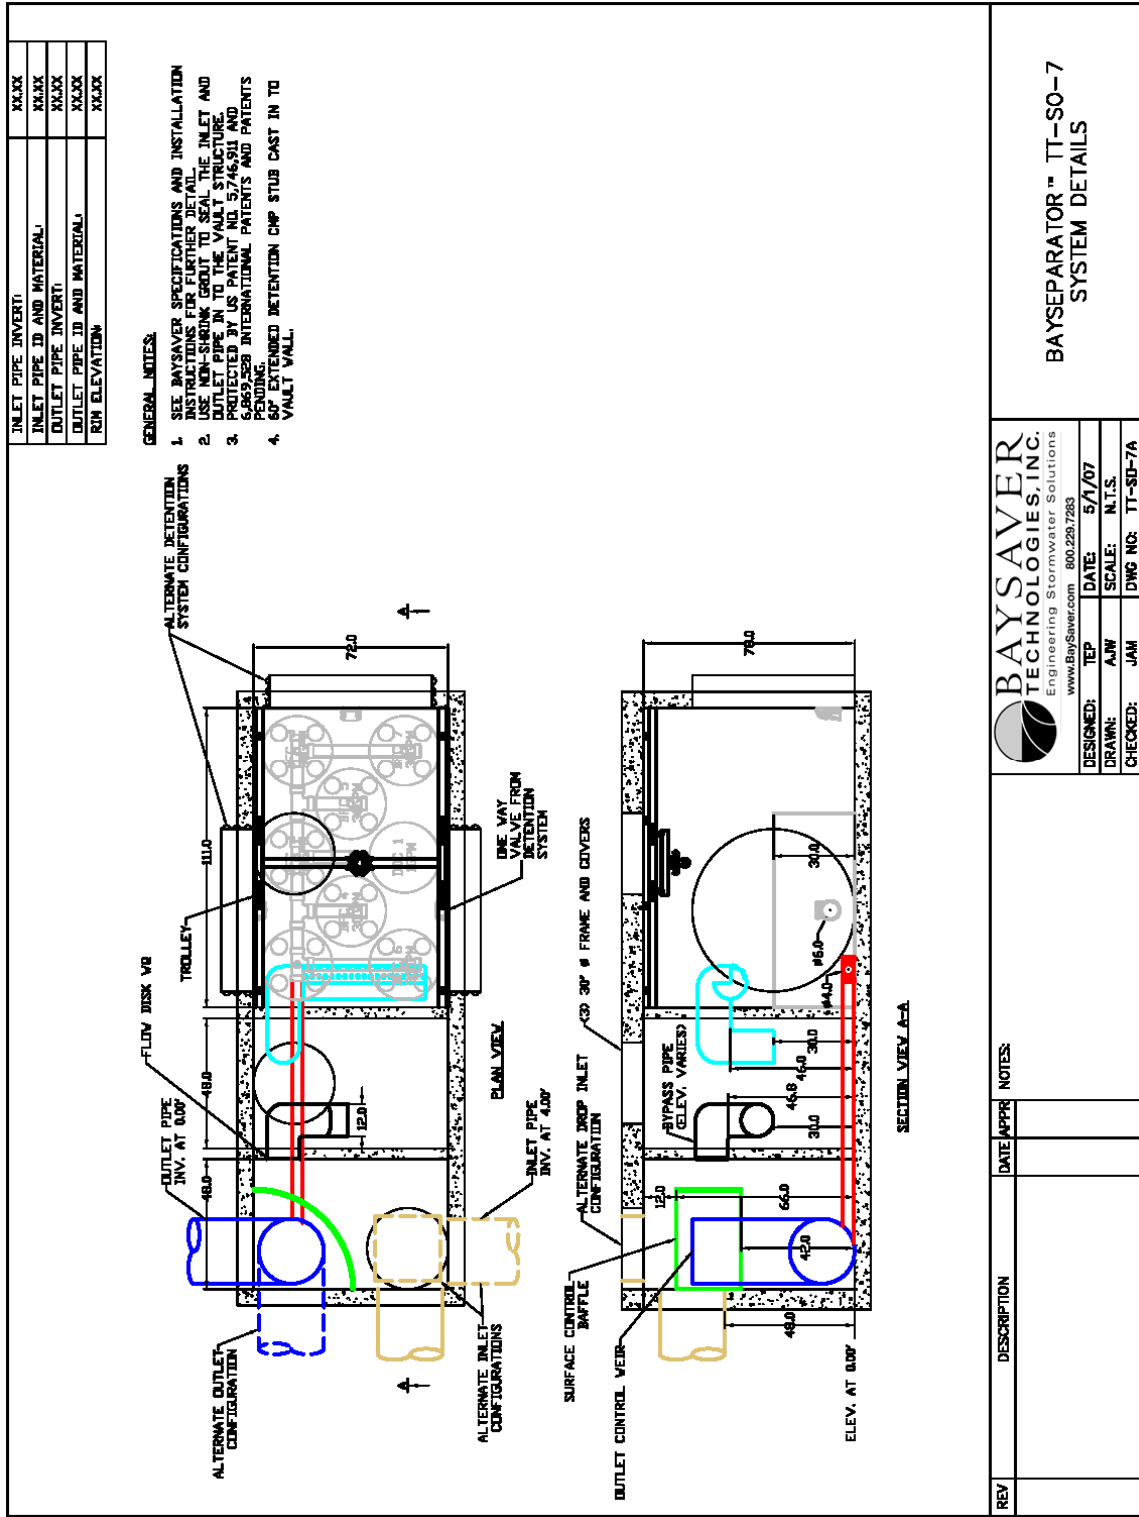 INLET PIPE INVERT: XX.XX
INLET PIPE ID AND MATERIAL: XX.XX
OUTLET PIPE INVERT: XX.XX
OUTLET PIPE ID AND MATERIAL: XX.XX
RIM ELEVATION: XX.XX
GENERAL NOTES:
1. SEE BAYSAVER SPECIFICATIONS AND INSTALLATION
INSTRUCTIONS FOR FURTHER DETAIL.
2. USE NON-SHRINK GROUT TO SEAL THE INLET AND
OUTLET PIPE IN TO THE VAULT STRUCTURE.
3. PROTECTED BY US PATENT NO. 5,746,911 AND
6,869,528 INTERNATIONAL PATENTS AND PATENTS
PENDING.
4. 60" EXTENDED DETENTION CMP STUB CAST IN TO
VAULT WALL.
ALTERNATE DETENTION
SYSTEM CONFIGURATIONS
FLOW DISK WQ
TROLLEY
OUTLET PIPE
INV. AT 0.00'
ALTERNATE OUTLET
CONFIGURATION
48.0
48.0
111.0
72.0
12.0
A
A
ONE WAY
VALVE FROM
DETENTION
SYSTEM
PLAN VIEW
INLET PIPE
INV. AT 4.00'
ALTERNATE INLET
CONFIGURATIONS
(3) 30" ø FRAME AND COVERS
ALTERNATE DROP INLET
CONFIGURATION
SURFACE CONTROL
BAFFLE
OUTLET CONTROL WEIR
BYPASS PIPE
(ELEV. VARIES)
12.0
66.0
42.0
48.0
30.0
46.8
46.0
30.0
ø4.0
ø6.0
30.0
78.0
ELEV. AT 0.00'
SECTION VIEW A-A
REV
DESCRIPTION
DATE
APPR
NOTES:
BAYSAVER
TECHNOLOGIES, INC.
Engineering Stormwater Solutions
www.BaySaver.com 800.229.7283
DESIGNED: TEP
DATE: 5/1/07
DRAWN: AJW
SCALE: N.T.S.
CHECKED: JAM
DWG NO: TT-SO-7A
BAYSEPARATOR™ TT-SO-7
SYSTEM DETAILS